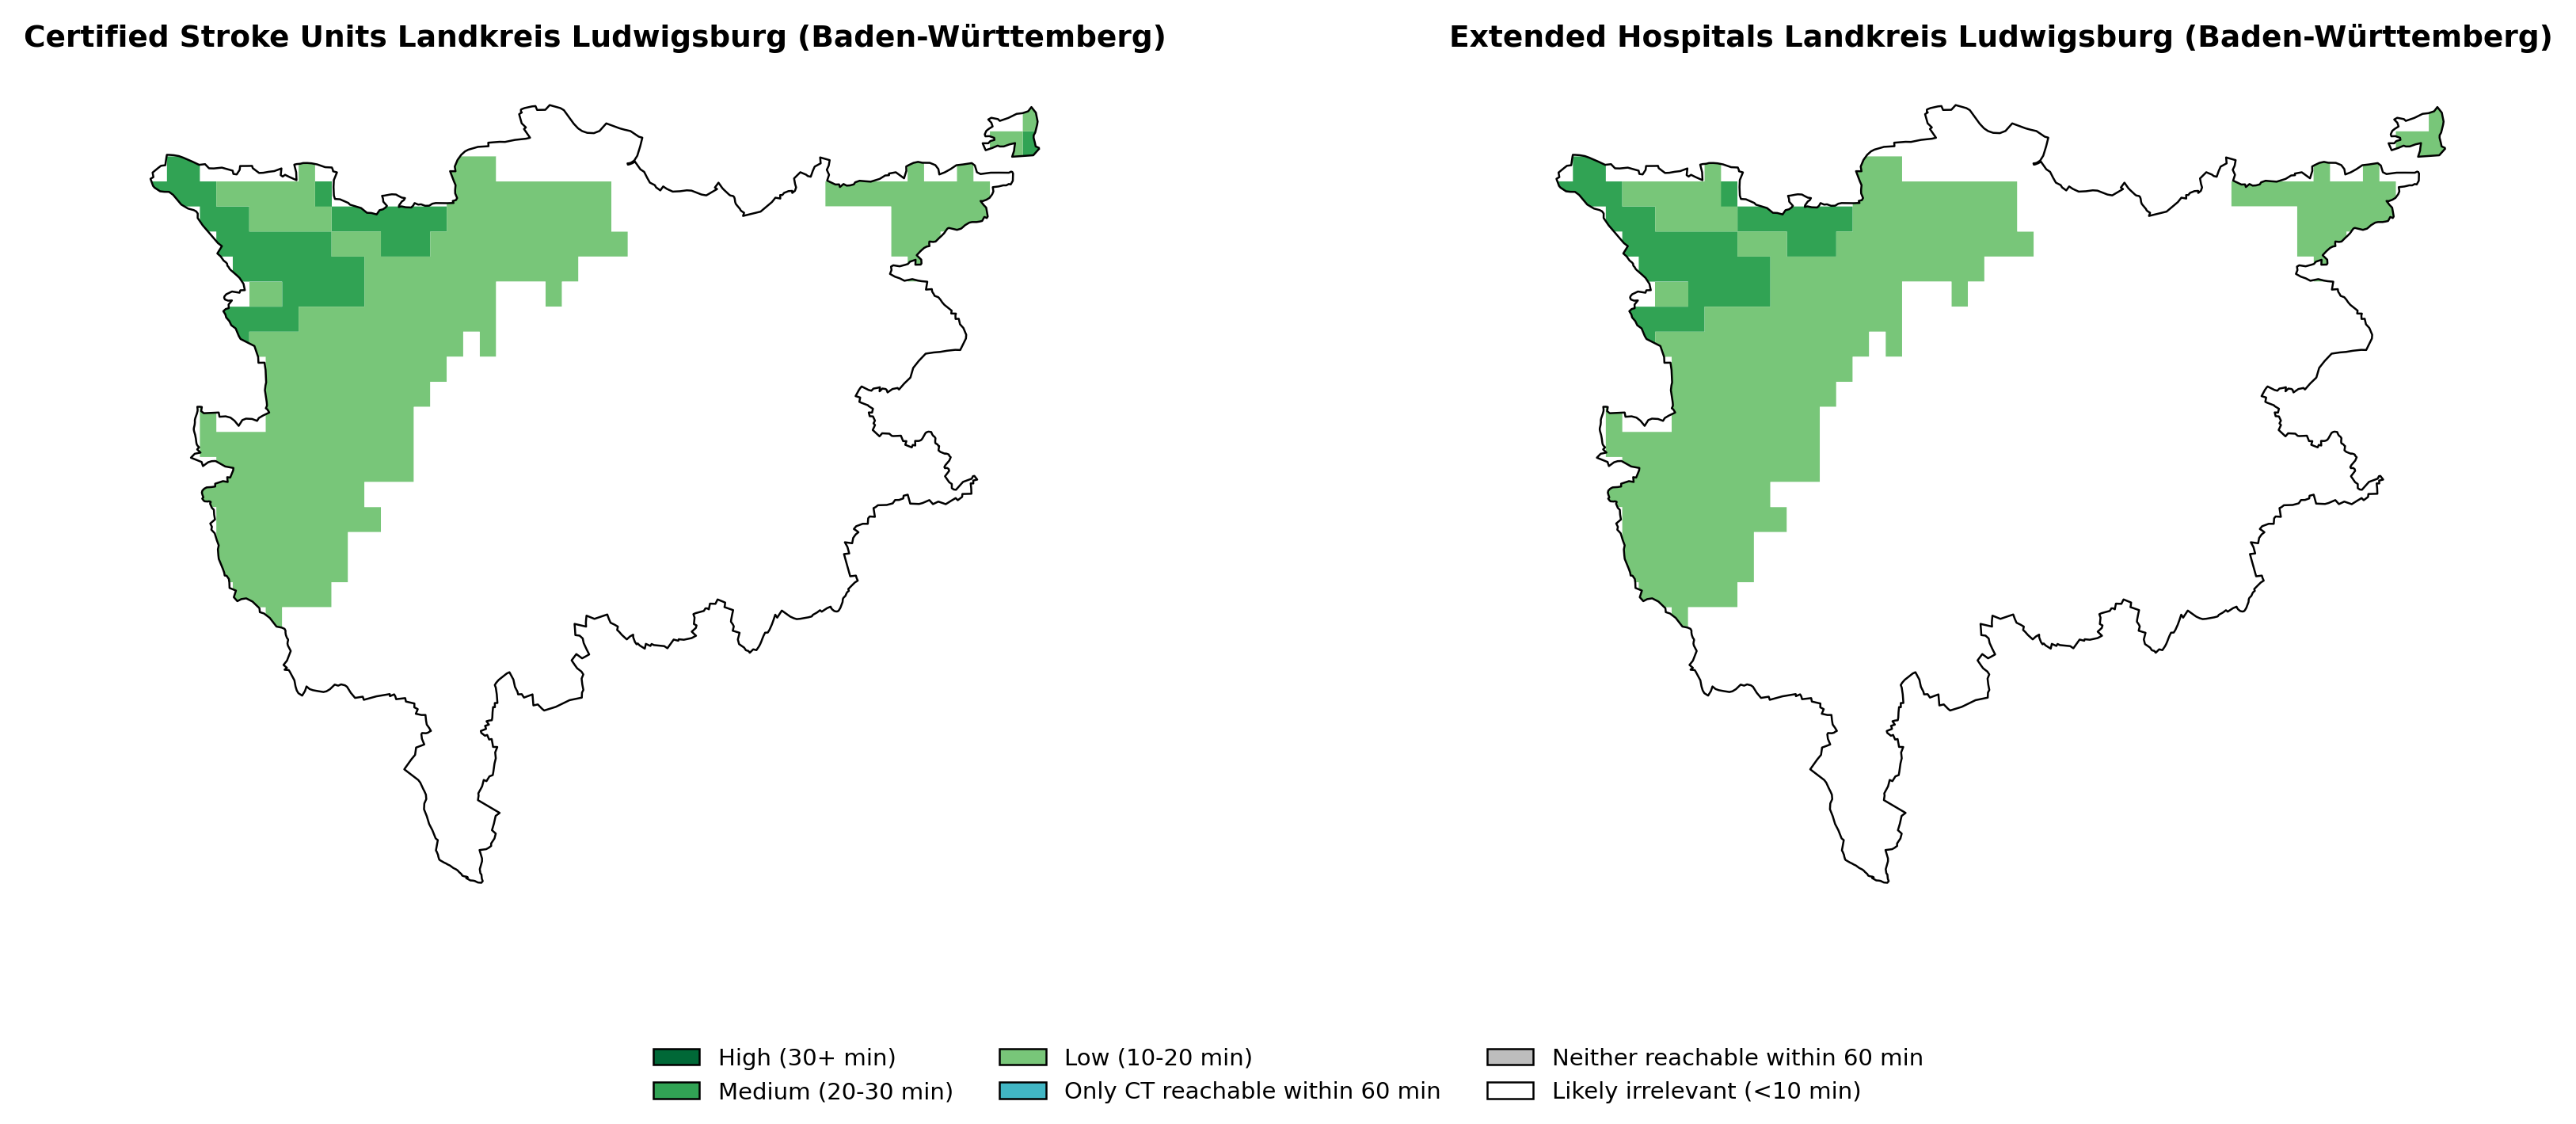 Certified Stroke Units Landkreis Ludwigsburg (Baden-Württemberg)
Extended Hospitals Landkreis Ludwigsburg (Baden-Württemberg)
High (30+ min)
Medium (20-30 min)
Low (10-20 min)
Only CT reachable within 60 min
Neither reachable within 60 min
Likely irrelevant (<10 min)